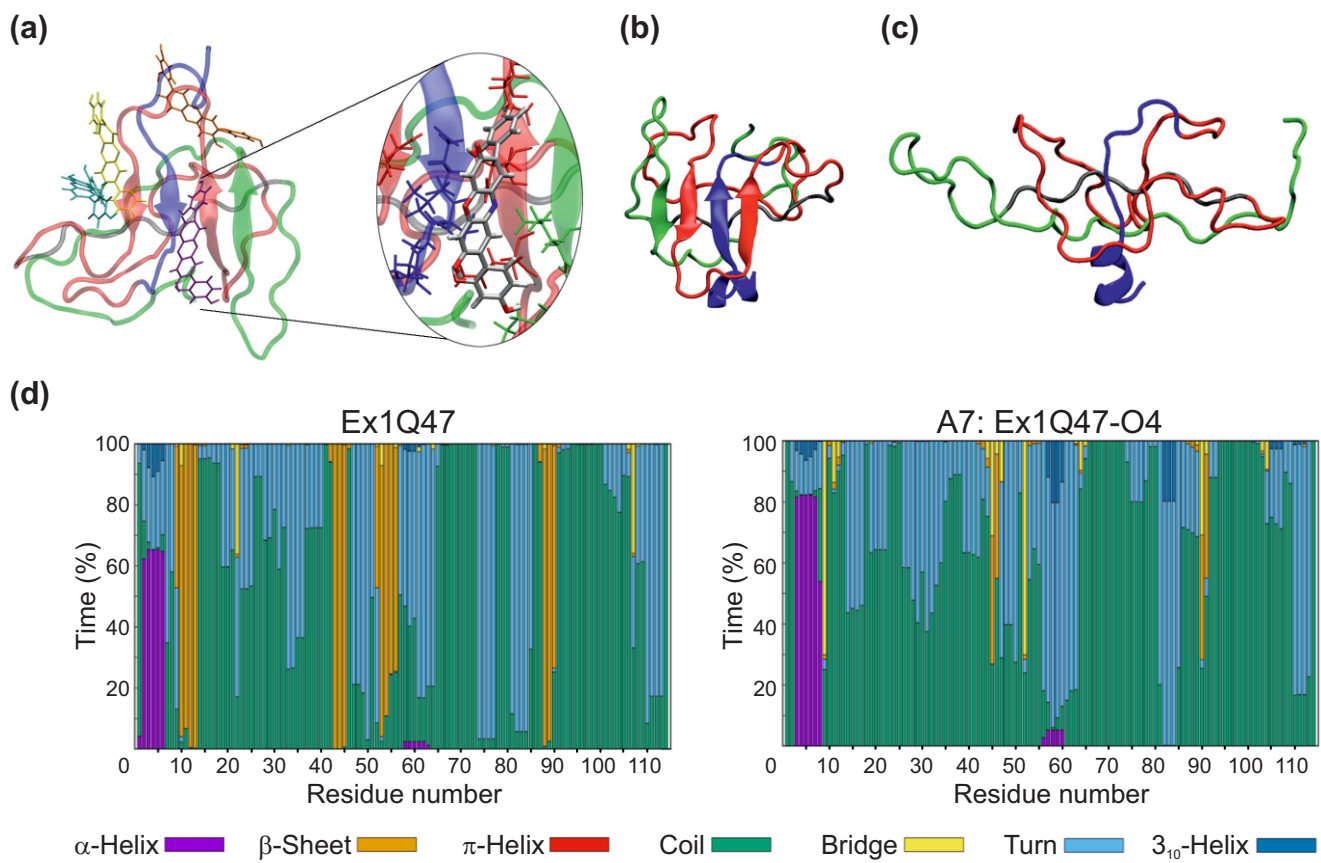 (a)
(b)
(c)
(d)
Ex1Q47
100
80
60
40
20
Time (%)
0 10 20 30 40 50 60 70 80 90 100 110
Residue number
A7: Ex1Q47-O4
100
80
60
40
20
Time (%)
0 10 20 30 40 50 60 70 80 90 100 110
Residue number
α-Helix β-Sheet π-Helix Coil Bridge Turn 3₁₀-Helix